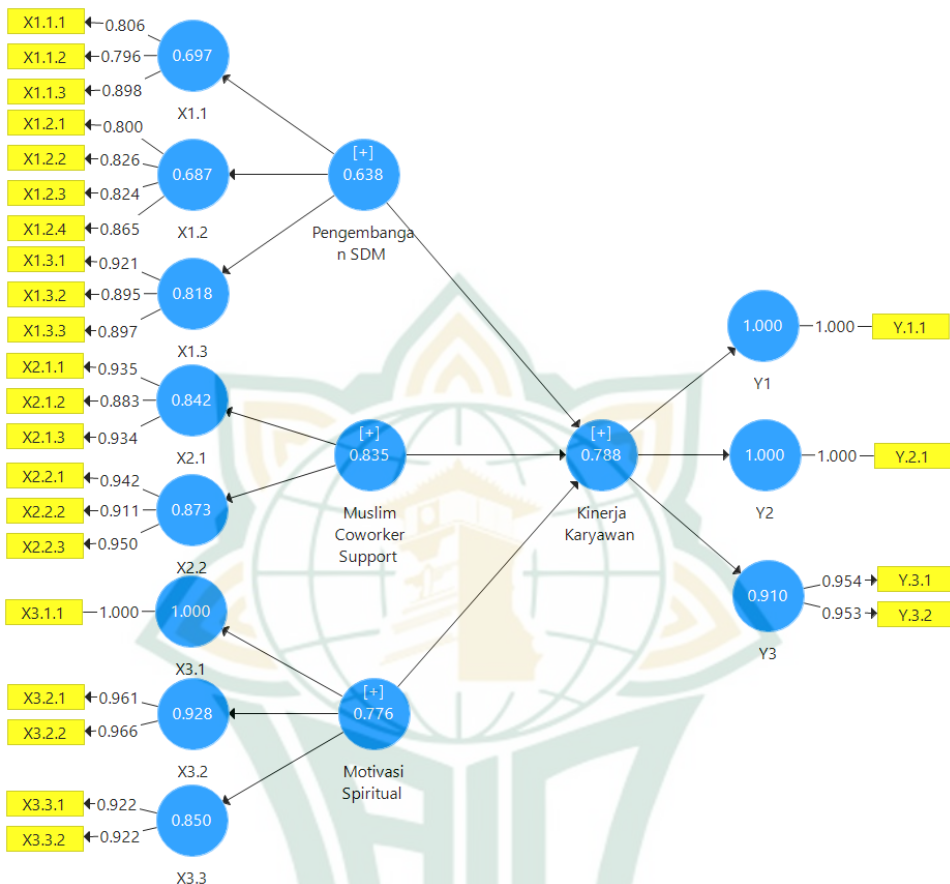 X1.1.1
0.806
X1.1.2
0.796
X1.1.3
0.898
0.697
X1.1
X1.2.1
0.800
X1.2.2
0.826
X1.2.3
0.824
X1.2.4
0.865
0.687
X1.2
X1.3.1
0.921
X1.3.2
0.895
X1.3.3
0.897
0.818
X1.3
X2.1.1
0.935
X2.1.2
0.883
X2.1.3
0.934
0.842
X2.1
X2.2.1
0.942
X2.2.2
0.911
X2.2.3
0.950
0.873
X2.2
X3.1.1
1.000
1.000
X3.1
X3.2.1
0.961
X3.2.2
0.966
0.928
X3.2
X3.3.1
0.922
X3.3.2
0.922
0.850
X3.3
[+]
0.638
Pengembanga
n SDM
[+]
0.835
Muslim
Coworker
Support
[+]
0.776
Motivasi
Spiritual
[+]
0.788
Kinerja
Karyawan
1.000
1.000
Y.1.1
Y1
1.000
1.000
Y.2.1
Y2
0.910
0.954
Y.3.1
0.953
Y.3.2
Y3